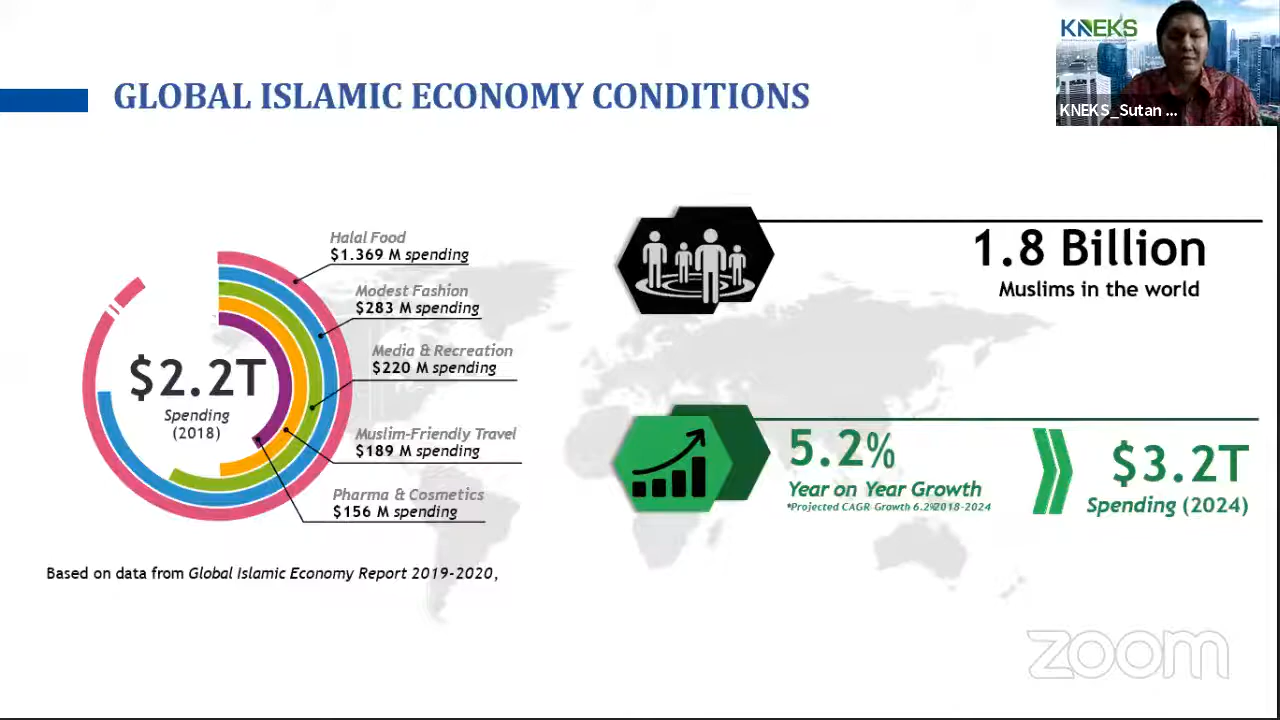 KNEKS
KNEKS_Sutan ...
GLOBAL ISLAMIC ECONOMY CONDITIONS
Halal Food
$1.369 M spending
Modest Fashion
$283 M spending
Media & Recreation
$220 M spending
Muslim-Friendly Travel
$189 M spending
Pharma & Cosmetics
$156 M spending
$2.2T
Spending
(2018)
Based on data from Global Islamic Economy Report 2019-2020,
1.8 Billion
Muslims in the world
5.2%
Year on Year Growth
*Projected CAGR Growth 6.2%2018-2024
$3.2T
Spending (2024)
zoom